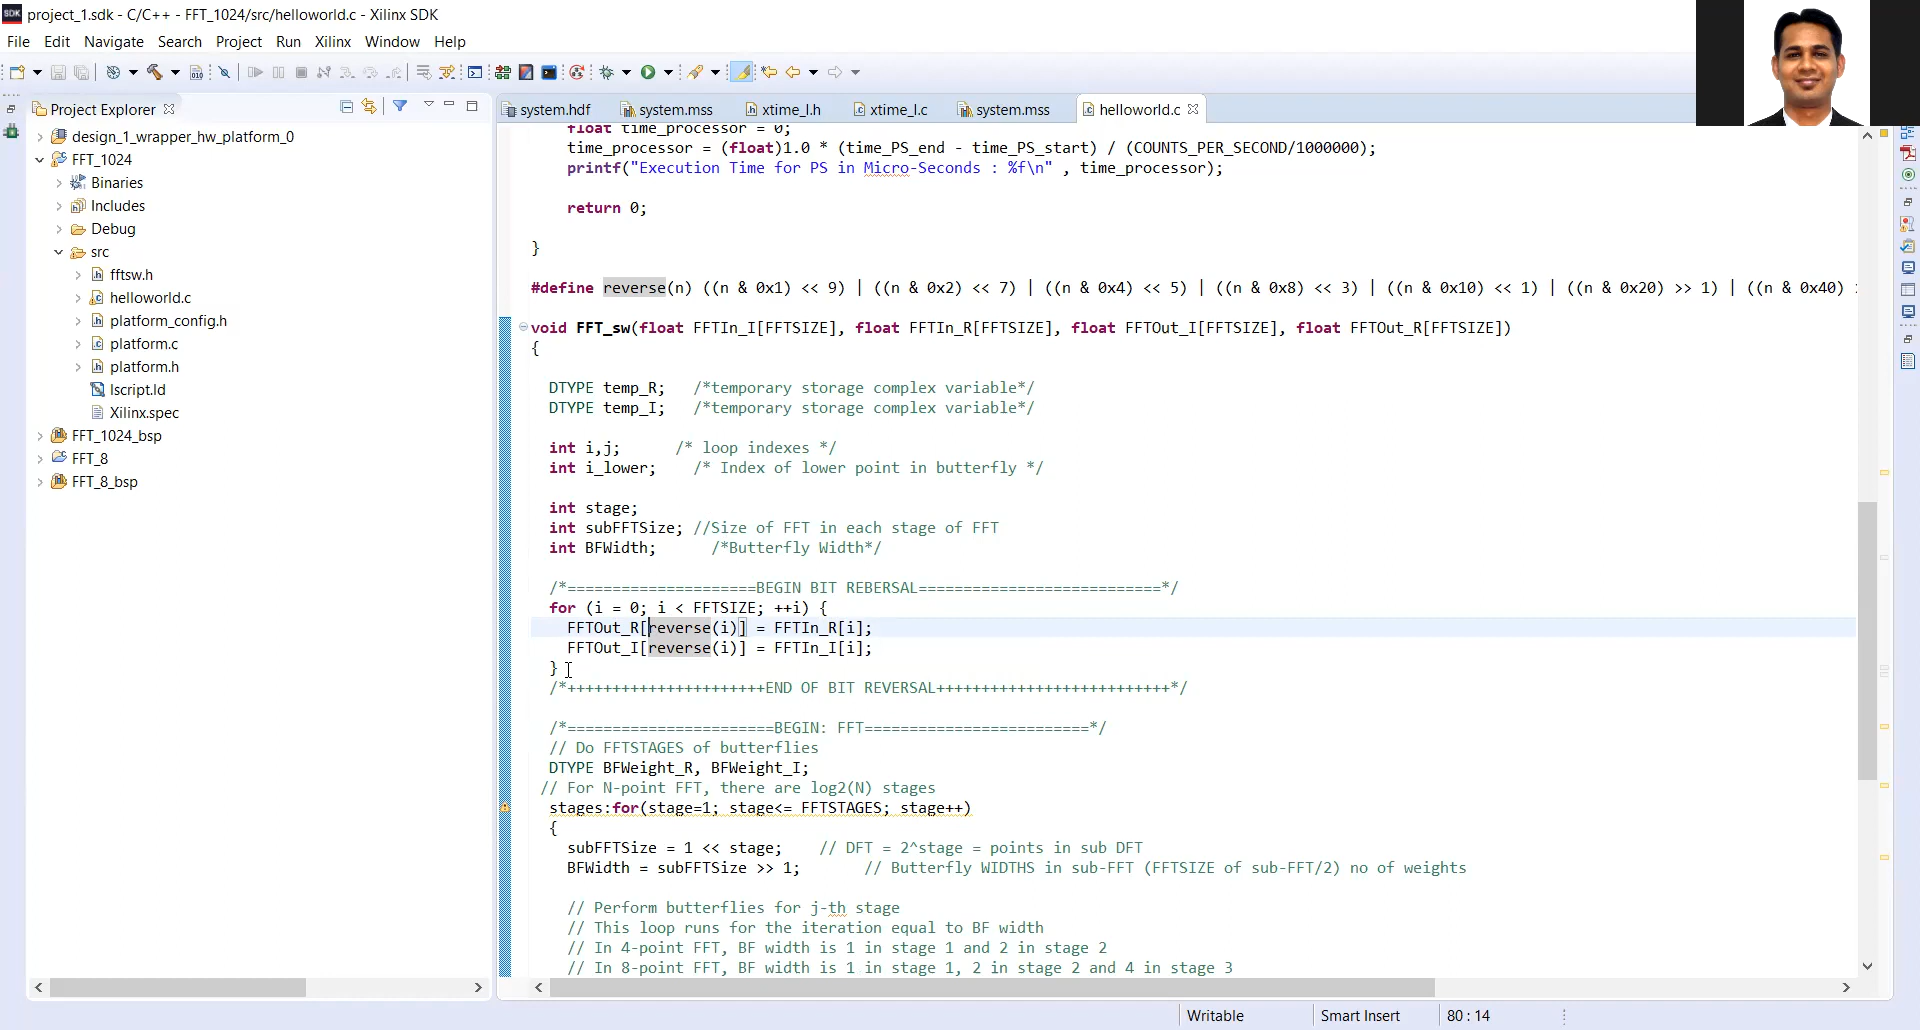 project_1.sdk - C/C++ - FFT_1024/src/helloworld.c - Xilinx SDK
File Edit Navigate Search Project Run Xilinx Window Help
Project Explorer
design_1_wrapper_hw_platform_0
FFT_1024
Binaries
Includes
Debug
src
fftsw.h
helloworld.c
platform_config.h
platform.c
platform.h
lscript.ld
Xilinx.spec
FFT_1024_bsp
FFT_8
FFT_8_bsp
system.hdf system.mss xtime_l.h xtime_l.c system.mss helloworld.c
float time_processor = 0;
time_processor = (float)1.0 * (time_PS_end - time_PS_start) / (COUNTS_PER_SECOND/1000000);
printf("Execution Time for PS in Micro-Seconds : %f\n" , time_processor);
return 0;
}
#define reverse(n) ((n & 0x1) << 9) | ((n & 0x2) << 7) | ((n & 0x4) << 5) | ((n & 0x8) << 3) | ((n & 0x10) << 1) | ((n & 0x20) >> 1) | ((n & 0x40)
void FFT_sw(float FFTIn_I[FFTSIZE], float FFTIn_R[FFTSIZE], float FFTOut_I[FFTSIZE], float FFTOut_R[FFTSIZE])
{
DTYPE temp_R; /*temporary storage complex variable*/
DTYPE temp_I; /*temporary storage complex variable*/
int i,j; /* loop indexes */
int i_lower; /* Index of lower point in butterfly */
int stage;
int subFFTSize; //Size of FFT in each stage of FFT
int BFWidth; /*Butterfly Width*/
/*=====================BEGIN BIT REBERSAL===========================*/
for (i = 0; i < FFTSIZE; ++i) {
FFTOut_R[reverse(i)] = FFTIn_R[i];
FFTOut_I[reverse(i)] = FFTIn_I[i];
}
/*++++++++++++++++++++++END OF BIT REVERSAL++++++++++++++++++++++++++*/
/*=======================BEGIN: FFT=========================*/
// Do FFTSTAGES of butterflies
DTYPE BFWeight_R, BFWeight_I;
// For N-point FFT, there are log2(N) stages
stages:for(stage=1; stage<= FFTSTAGES; stage++)
{
subFFTSize = 1 << stage; // DFT = 2^stage = points in sub DFT
BFWidth = subFFTSize >> 1; // Butterfly WIDTHS in sub-FFT (FFTSIZE of sub-FFT/2) no of weights
// Perform butterflies for j-th stage
// This loop runs for the iteration equal to BF width
// In 4-point FFT, BF width is 1 in stage 1 and 2 in stage 2
// In 8-point FFT, BF width is 1 in stage 1, 2 in stage 2 and 4 in stage 3
Writable Smart Insert 80 : 14